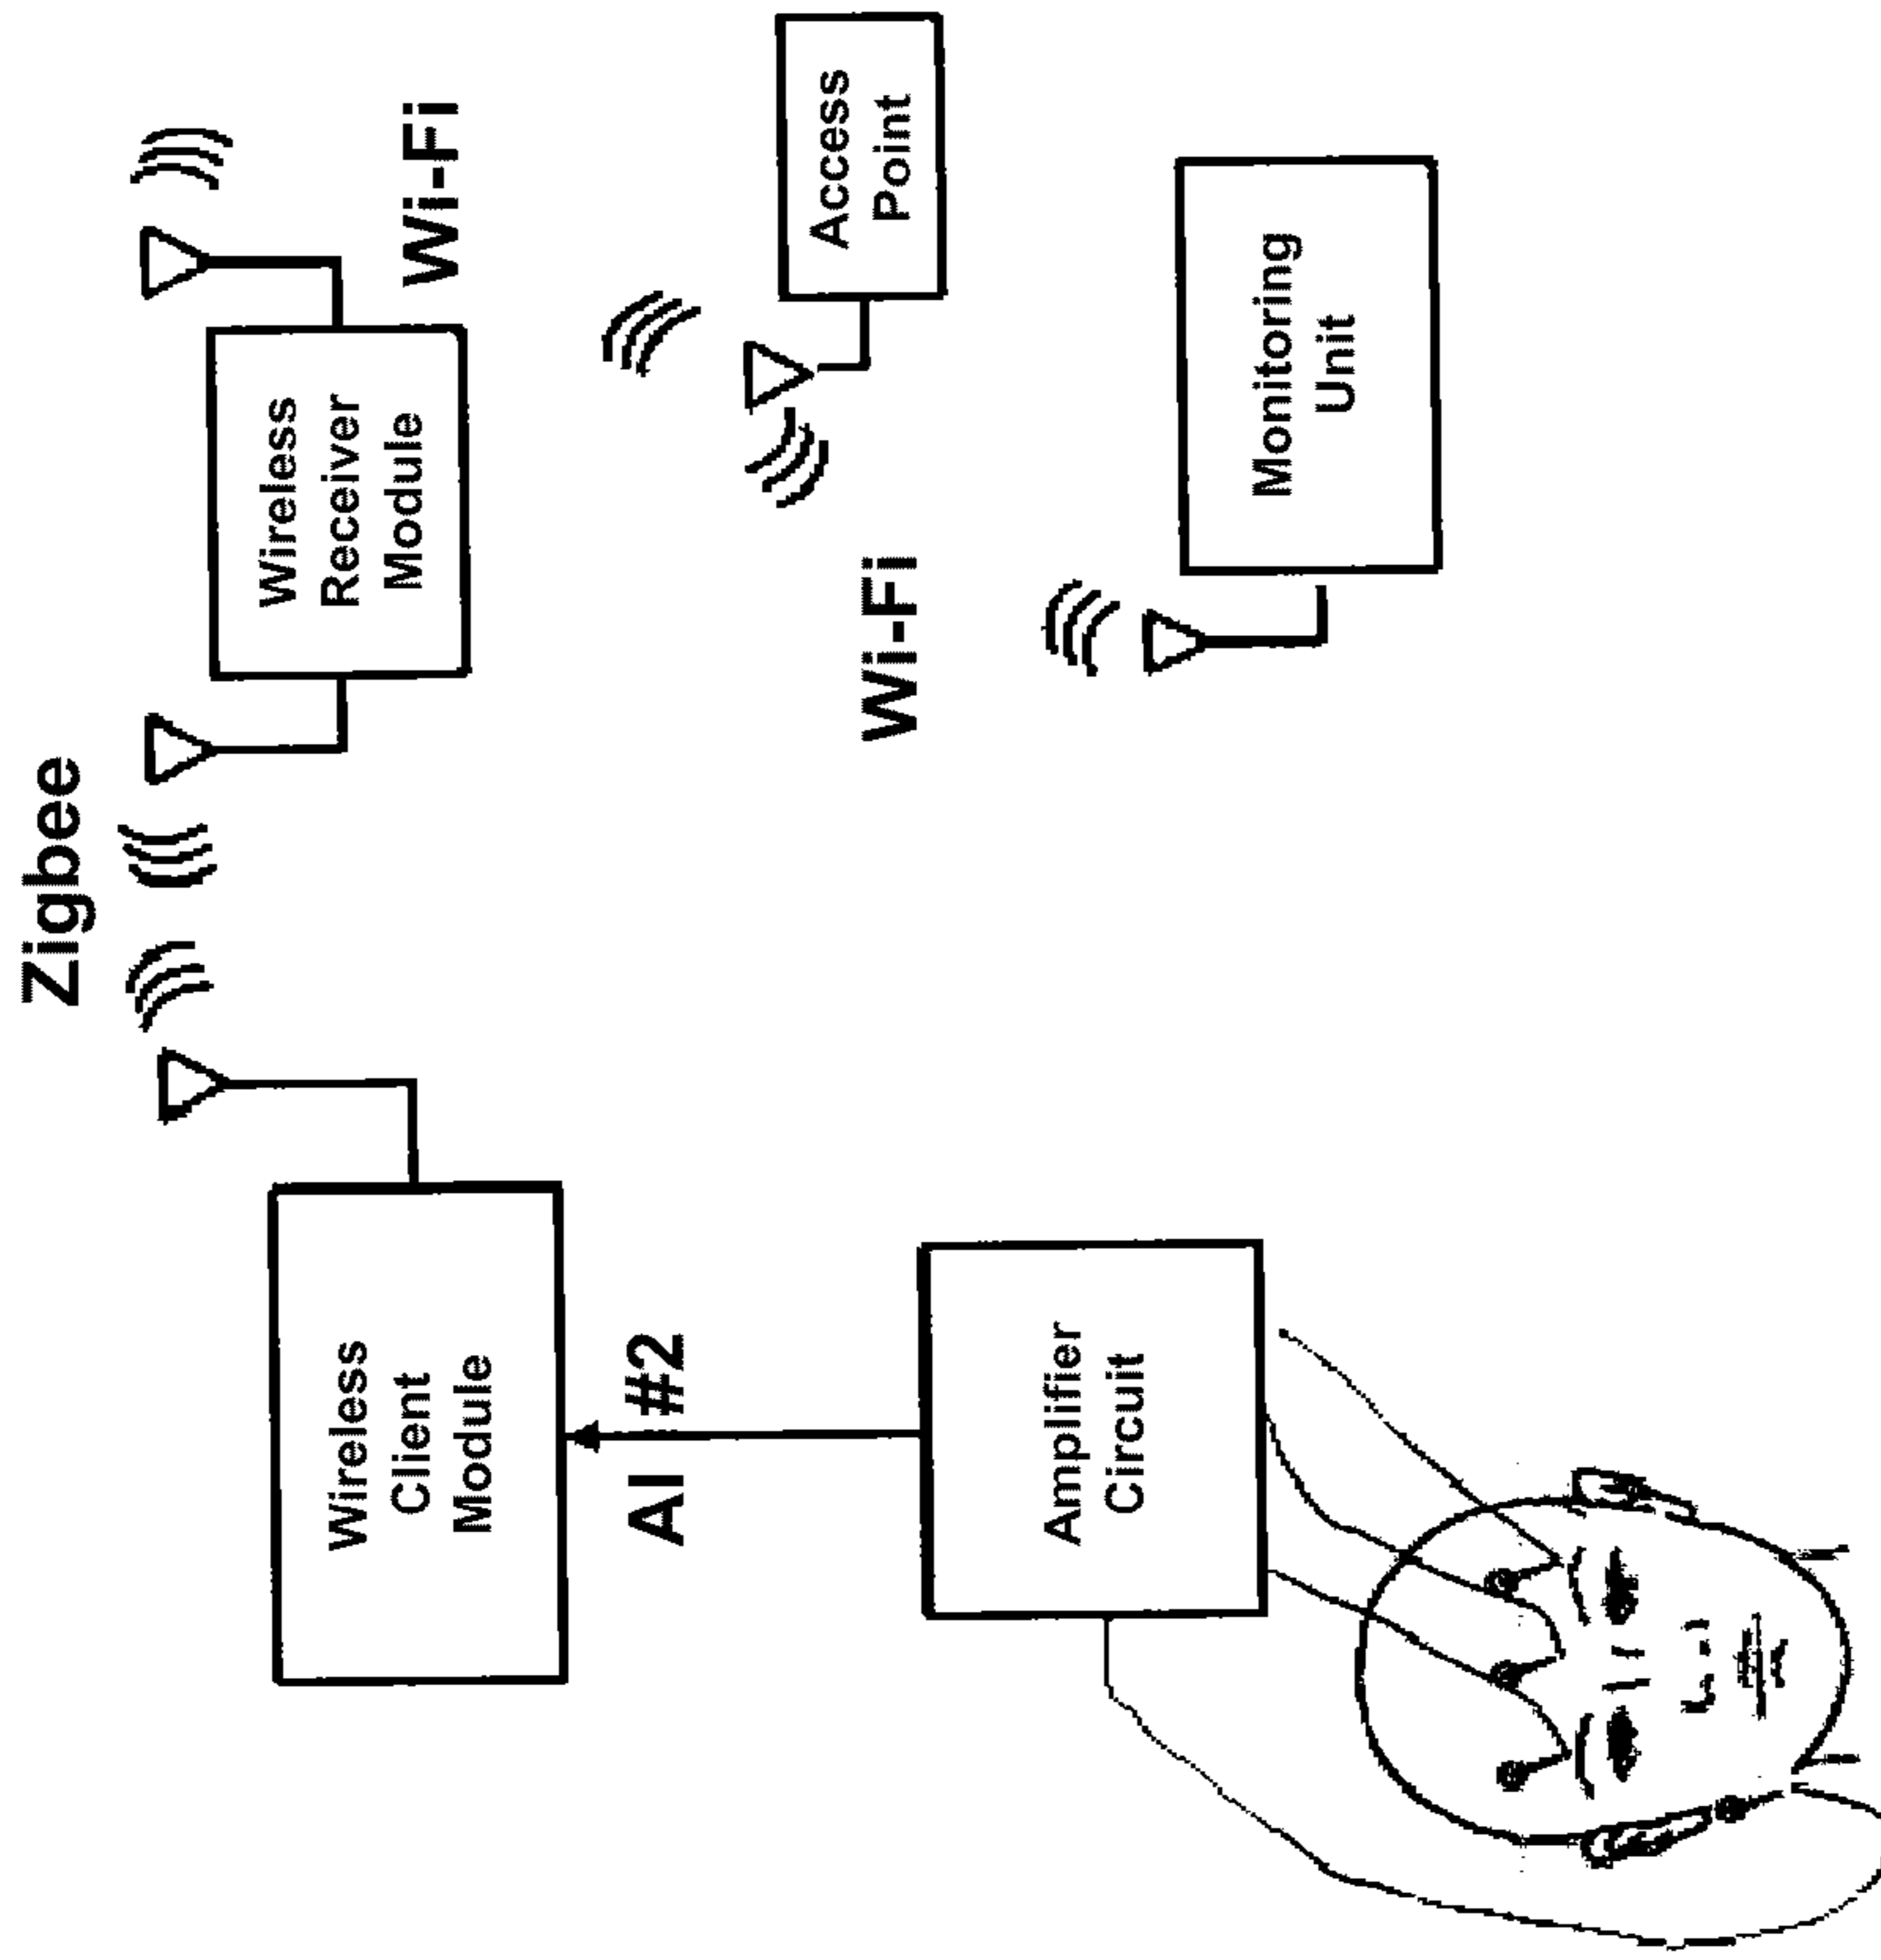 Zigbee
Wireless
Client
Module
Wireless
Receiver
Module
Wi-Fi
AI #2
Access
Point
Wi-Fi
Amplifier
Circuit
Monitoring
Unit